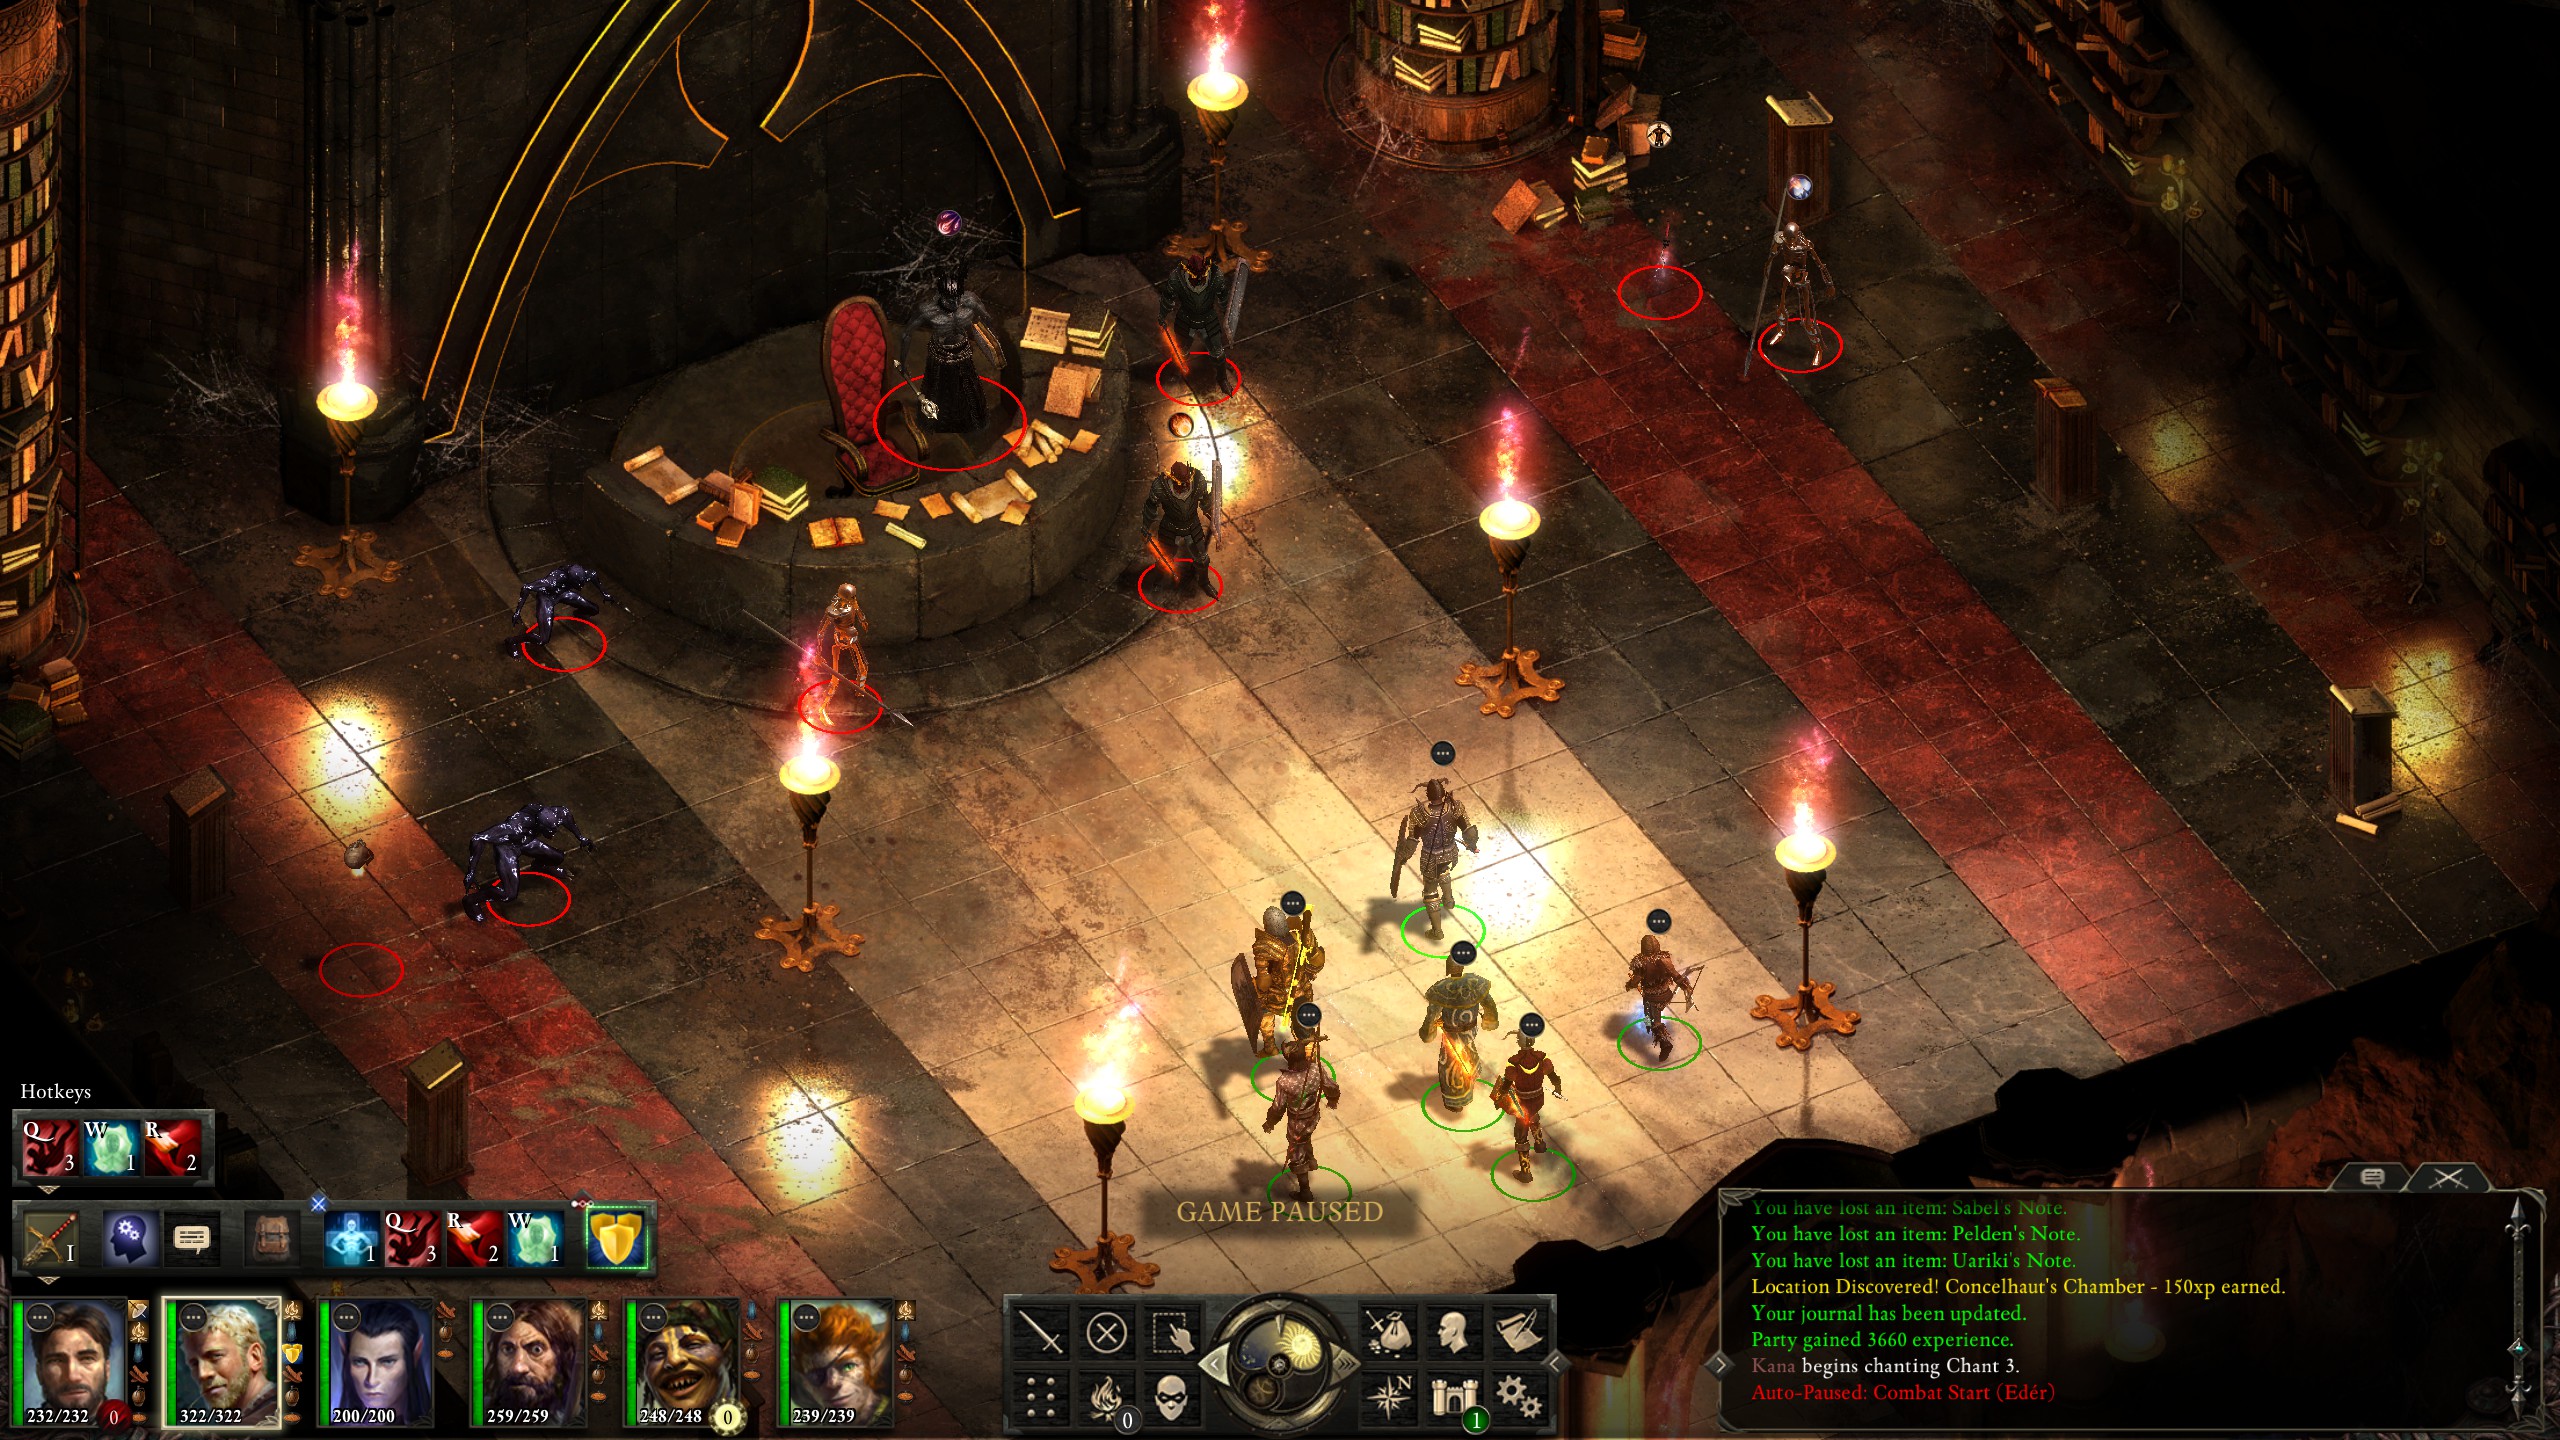 Hotkeys
Q W R
3 1 2
I 1 Q 3 R 2 W 1
232/232 0
322/322
200/200
259/259
248/248 0
239/239
GAME PAUSED
N
0
1
You have lost an item: Sabel's Note.
You have lost an item: Pelden's Note.
You have lost an item: Uariki's Note.
Location Discovered! Concelhaut's Chamber - 150xp earned.
Your journal has been updated.
Party gained 3660 experience.
Kana begins chanting Chant 3.
Auto-Paused: Combat Start (Edér)